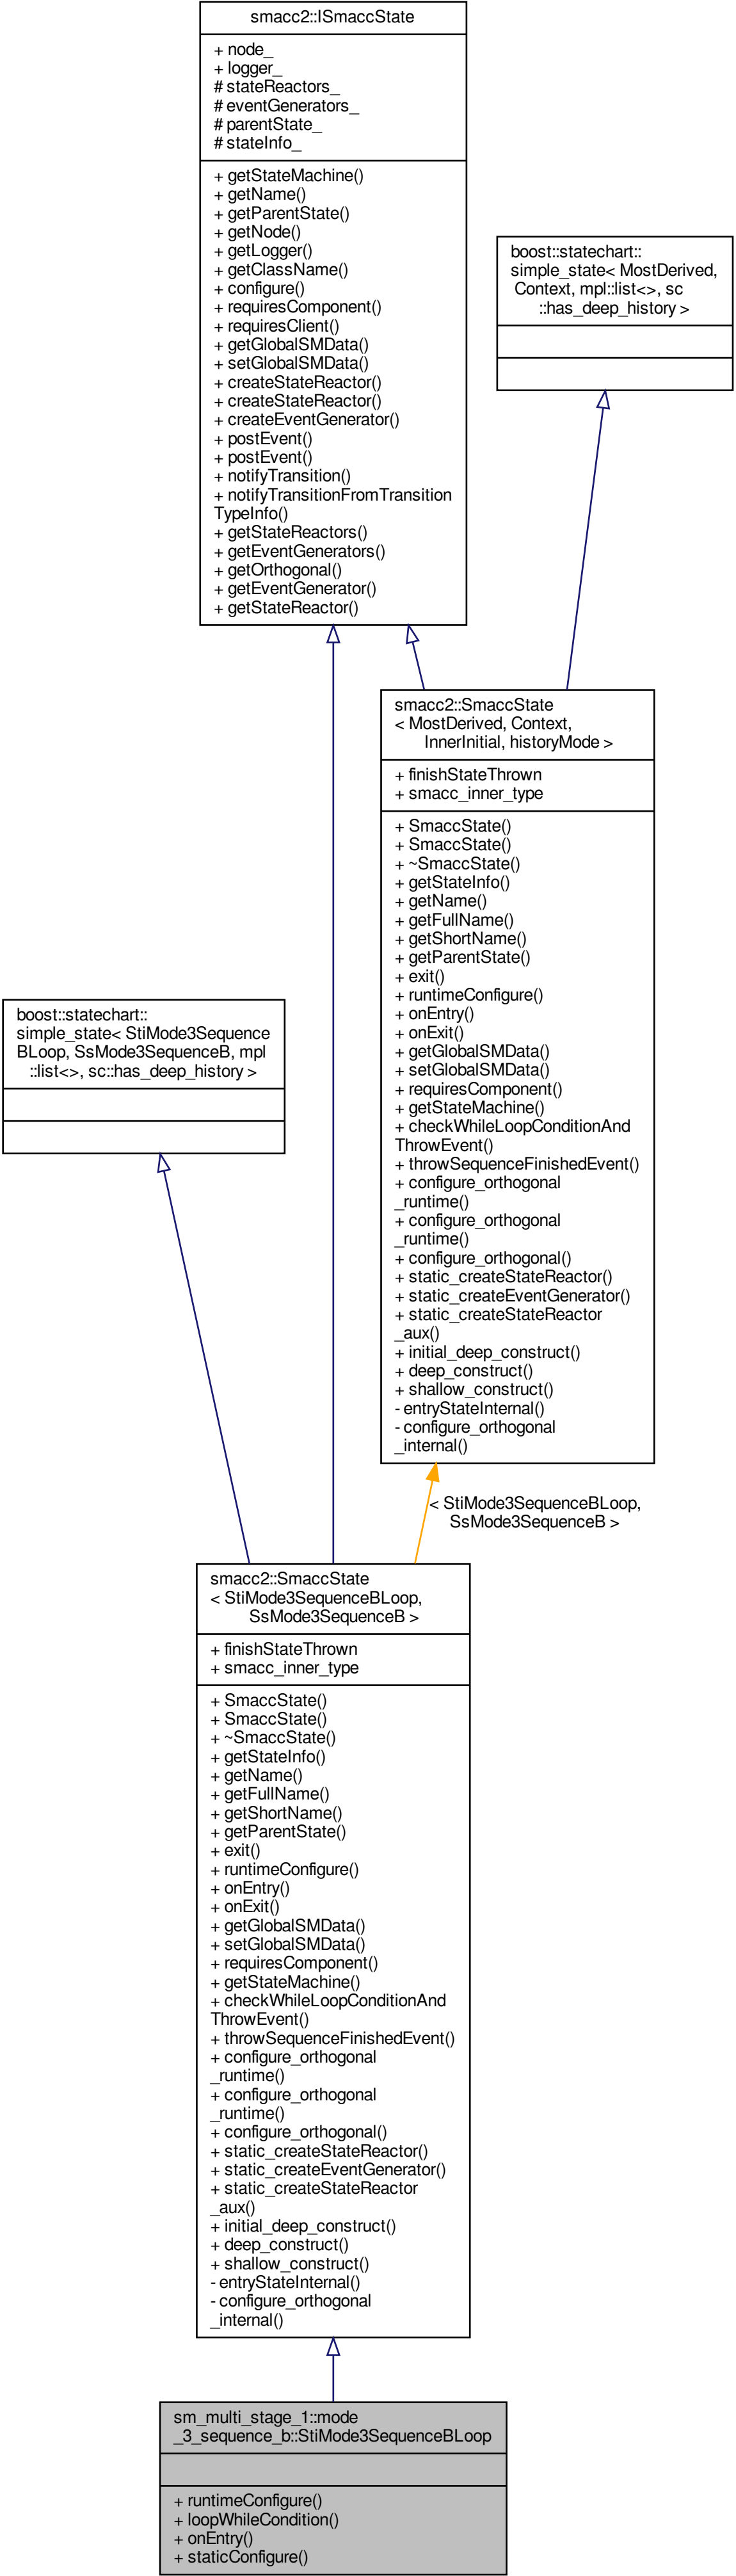 smacc2::ISmaccState
+ node_
+ logger_
# stateReactors_
# eventGenerators_
# parentState_
# stateInfo_
+ getStateMachine()
+ getName()
+ getParentState()
+ getNode()
+ getLogger()
+ getClassName()
+ configure()
+ requiresComponent()
+ requiresClient()
+ getGlobalSMData()
+ setGlobalSMData()
+ createStateReactor()
+ createStateReactor()
+ createEventGenerator()
+ postEvent()
+ postEvent()
+ notifyTransition()
+ notifyTransitionFromTransition
TypeInfo()
+ getStateReactors()
+ getEventGenerators()
+ getOrthogonal()
+ getEventGenerator()
+ getStateReactor()
boost::statechart::
simple_state< MostDerived,
Context, mpl::list<>, sc
::has_deep_history >
smacc2::SmaccState
< MostDerived, Context,
InnerInitial, historyMode >
+ finishStateThrown
+ smacc_inner_type
+ SmaccState()
+ SmaccState()
+ ~SmaccState()
+ getStateInfo()
+ getName()
+ getFullName()
+ getShortName()
+ getParentState()
+ exit()
+ runtimeConfigure()
+ onEntry()
+ onExit()
+ getGlobalSMData()
+ setGlobalSMData()
+ requiresComponent()
+ getStateMachine()
+ checkWhileLoopConditionAnd
ThrowEvent()
+ throwSequenceFinishedEvent()
+ configure_orthogonal
_runtime()
+ configure_orthogonal
_runtime()
+ configure_orthogonal()
+ static_createStateReactor()
+ static_createEventGenerator()
+ static_createStateReactor
_aux()
+ initial_deep_construct()
+ deep_construct()
+ shallow_construct()
- entryStateInternal()
- configure_orthogonal
_internal()
boost::statechart::
simple_state< StiMode3Sequence
BLoop, SsMode3SequenceB, mpl
::list<>, sc::has_deep_history >
< StiMode3SequenceBLoop,
SsMode3SequenceB >
smacc2::SmaccState
< StiMode3SequenceBLoop,
SsMode3SequenceB >
+ finishStateThrown
+ smacc_inner_type
+ SmaccState()
+ SmaccState()
+ ~SmaccState()
+ getStateInfo()
+ getName()
+ getFullName()
+ getShortName()
+ getParentState()
+ exit()
+ runtimeConfigure()
+ onEntry()
+ onExit()
+ getGlobalSMData()
+ setGlobalSMData()
+ requiresComponent()
+ getStateMachine()
+ checkWhileLoopConditionAnd
ThrowEvent()
+ throwSequenceFinishedEvent()
+ configure_orthogonal
_runtime()
+ configure_orthogonal
_runtime()
+ configure_orthogonal()
+ static_createStateReactor()
+ static_createEventGenerator()
+ static_createStateReactor
_aux()
+ initial_deep_construct()
+ deep_construct()
+ shallow_construct()
- entryStateInternal()
- configure_orthogonal
_internal()
sm_multi_stage_1::mode
_3_sequence_b::StiMode3SequenceBLoop
+ runtimeConfigure()
+ loopWhileCondition()
+ onEntry()
+ staticConfigure()